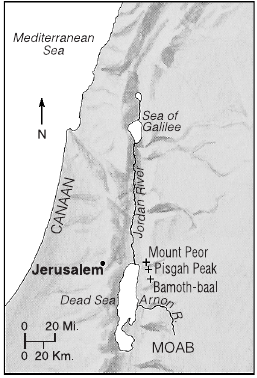 Mediterranean
Sea
N
Sea of
Galilee
CANAAN
Jordan River
Mount Peor
Pisgah Peak
Bamoth-baal
Jerusalem
Dead Sea
Arnon R.
0 20 Mi.
0 20 Km.
MOAB